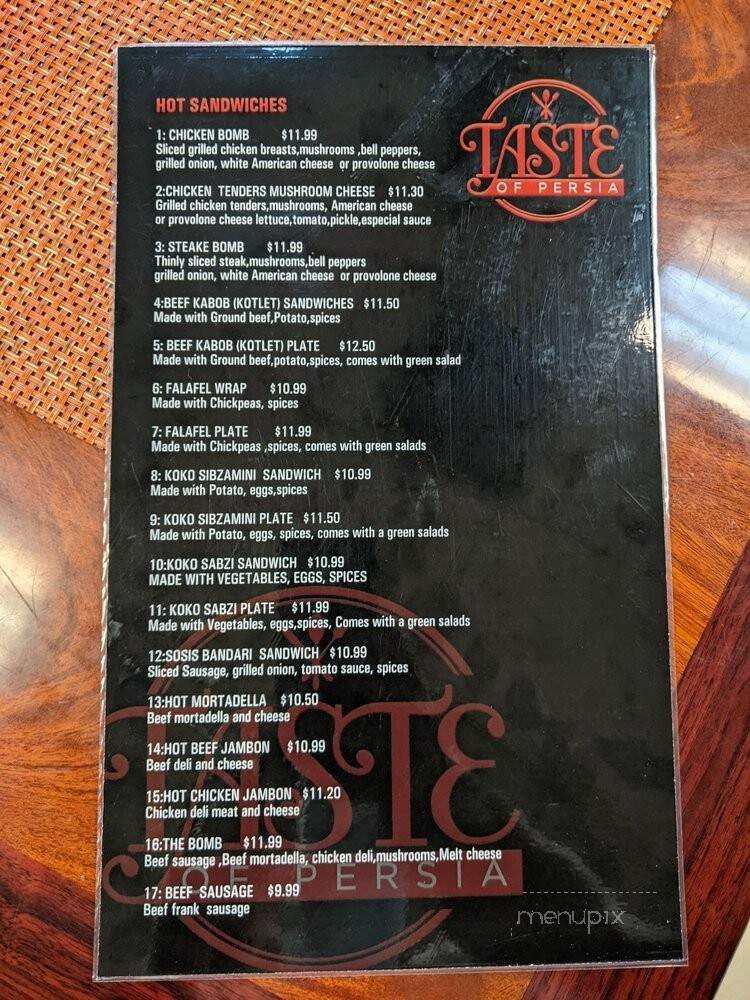 HOT SANDWICHES
TASTE
OF PERSIA
1: CHICKEN BOMB $11.99
Sliced grilled chicken breasts,mushrooms ,bell peppers,
grilled onion, white American cheese or provolone cheese
2:CHICKEN TENDERS MUSHROOM CHEESE $11.30
Grilled chicken tenders,mushrooms, American cheese
or provolone cheese lettuce,tomato,pickle,especial sauce
3: STEAKE BOMB $11.99
Thinly sliced steak,mushrooms,bell peppers
grilled onion, white American cheese or provolone cheese
4:BEEF KABOB (KOTLET) SANDWICHES $11.50
Made with Ground beef,Potato,spices
5: BEEF KABOB (KOTLET) PLATE $12.50
Made with Ground beef,potato,spices, comes with green salad
6: FALAFEL WRAP $10.99
Made with Chickpeas, spices
7: FALAFEL PLATE $11.99
Made with Chickpeas ,spices, comes with green salads
8: KOKO SIBZAMINI SANDWICH $10.99
Made with Potato, eggs,spices
9: KOKO SIBZAMINI PLATE $11.50
Made with Potato, eggs, spices, comes with a green salads
10:KOKO SABZI SANDWICH $10.99
MADE WITH VEGETABLES, EGGS, SPICES
11: KOKO SABZI PLATE $11.99
Made with Vegetables, eggs,spices, Comes with a green salads
12:SOSIS BANDARI SANDWICH $10.99
Sliced Sausage, grilled onion, tomato sauce, spices
13:HOT MORTADELLA $10.50
Beef mortadella and cheese
14:HOT BEEF JAMBON $10.99
Beef deli and cheese
15:HOT CHICKEN JAMBON $11.20
Chicken deli meat and cheese
16:THE BOMB $11.99
Beef sausage ,Beef mortadella, chicken deli,mushrooms,Melt cheese
17: BEEF SAUSAGE $9.99
Beef frank sausage
TASTE
OF PERSIA
menupix